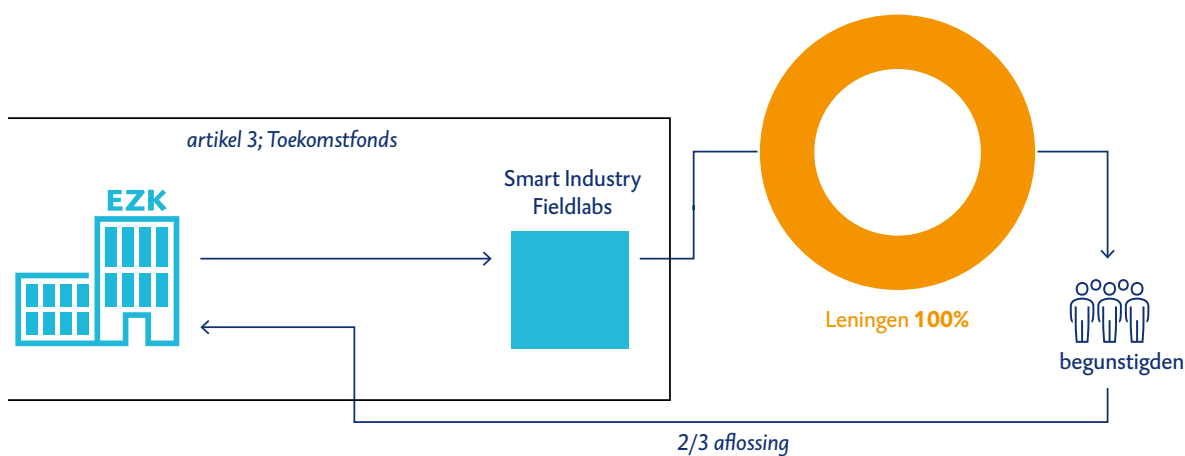 artikel 3; Toekomstfonds
EZK
Smart Industry
Fieldlabs
Leningen 100%
begunstigden
2/3 aflossing